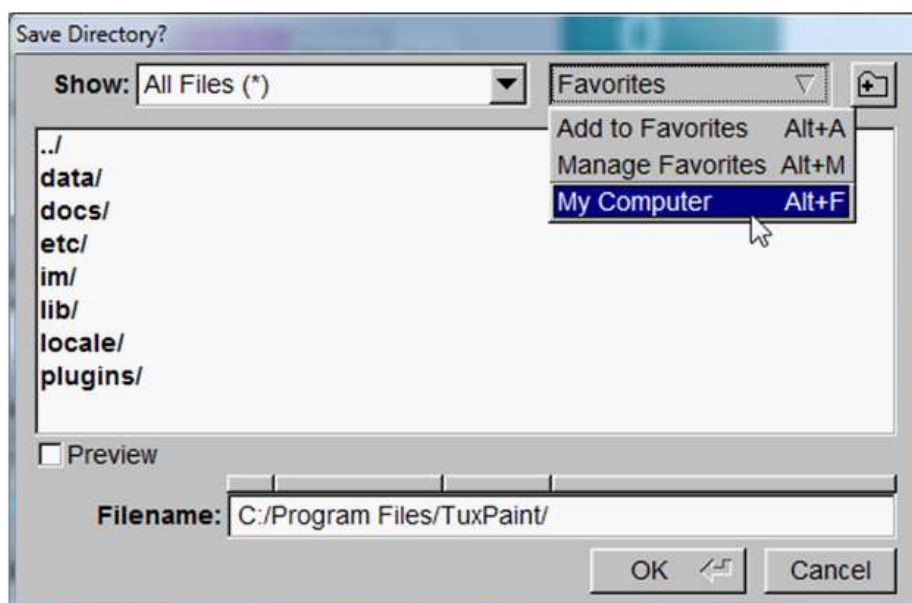 Save Directory?
Show: All Files (*) Favorites
Add to Favorites Alt+A
Manage Favorites Alt+M
My Computer Alt+F
../
data/
docs/
etc/
im/
lib/
locale/
plugins/
Preview
Filename: C:/Program Files/TuxPaint/
OK Cancel